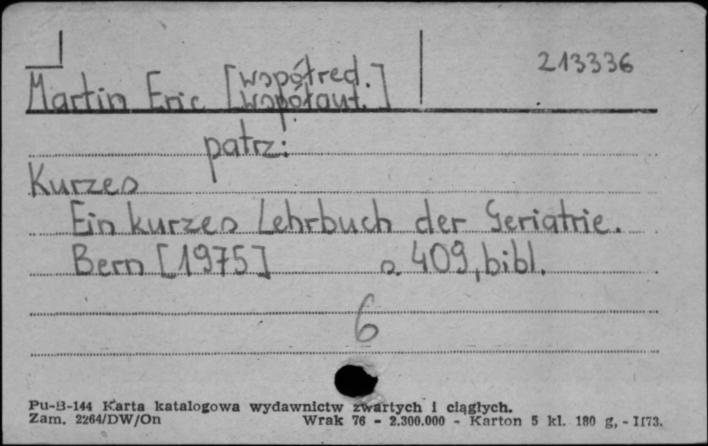 213336
Martin Eric [współred.
współaut.]
patrz:
Kurzes
Ein kurzes Lehrbuch der Geriatrie.
Bern [1975] s. 409, bibl.
6
Pu-B-144 Karta katalogowa wydawnictw zwartych i ciągłych.
Zam. 2264/DW/On Wrak 76 - 2.300.000 - Karton 5 kl. 180 g, - II73.